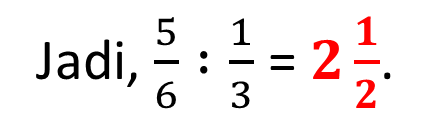 Jadi, 5/6 : 1/3 = 2 1/2.